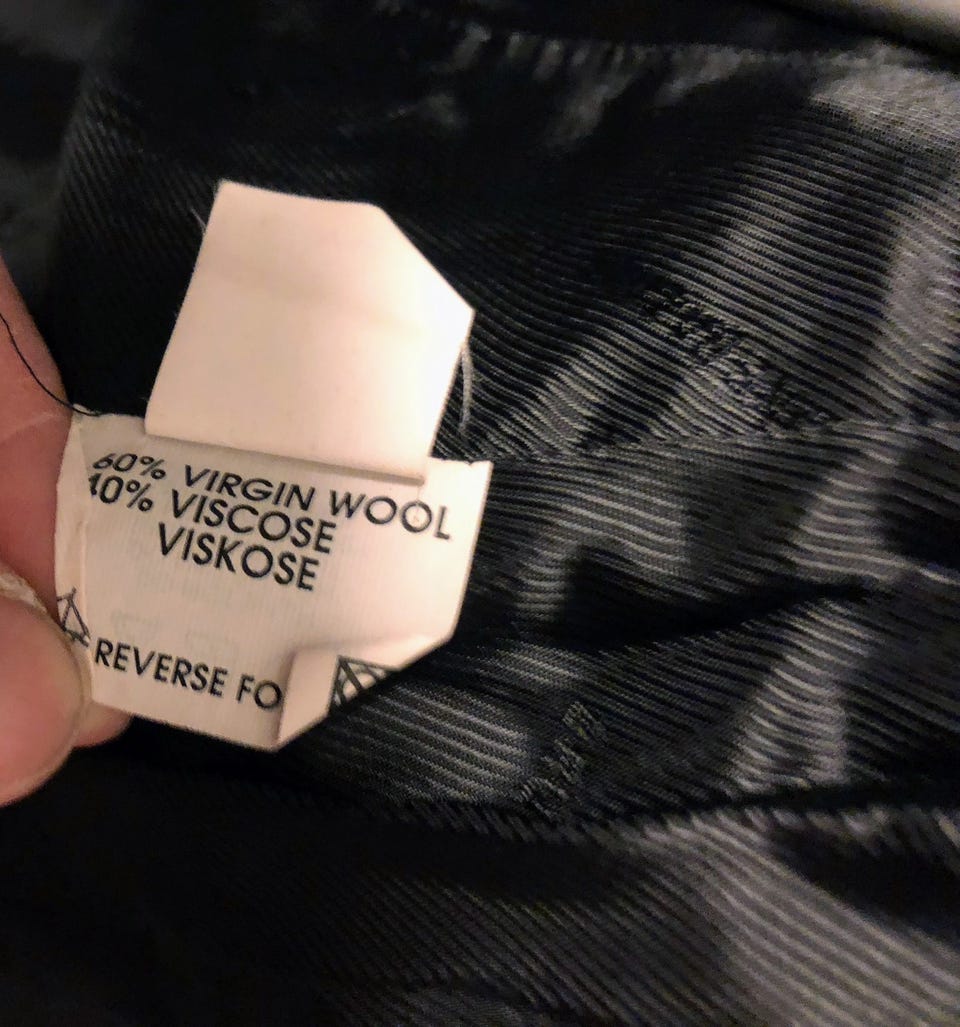 60% VIRGIN WOOL
40% VISCOSE
VISKOSE
REVERSE FO